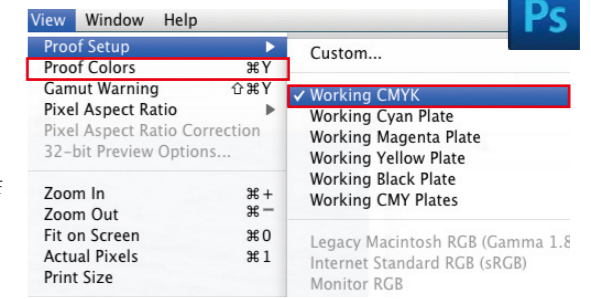 Ps
View Window Help
Proof Setup ▶
Proof Colors ⌘Y
Gamut Warning ⇧⌘Y
Pixel Aspect Ratio ▶
Pixel Aspect Ratio Correction
32-bit Preview Options...
Zoom In ⌘+
Zoom Out ⌘−
Fit on Screen ⌘0
Actual Pixels ⌘1
Print Size
Custom...
✓ Working CMYK
Working Cyan Plate
Working Magenta Plate
Working Yellow Plate
Working Black Plate
Working CMY Plates
Legacy Macintosh RGB (Gamma 1.8
Internet Standard RGB (sRGB)
Monitor RGB